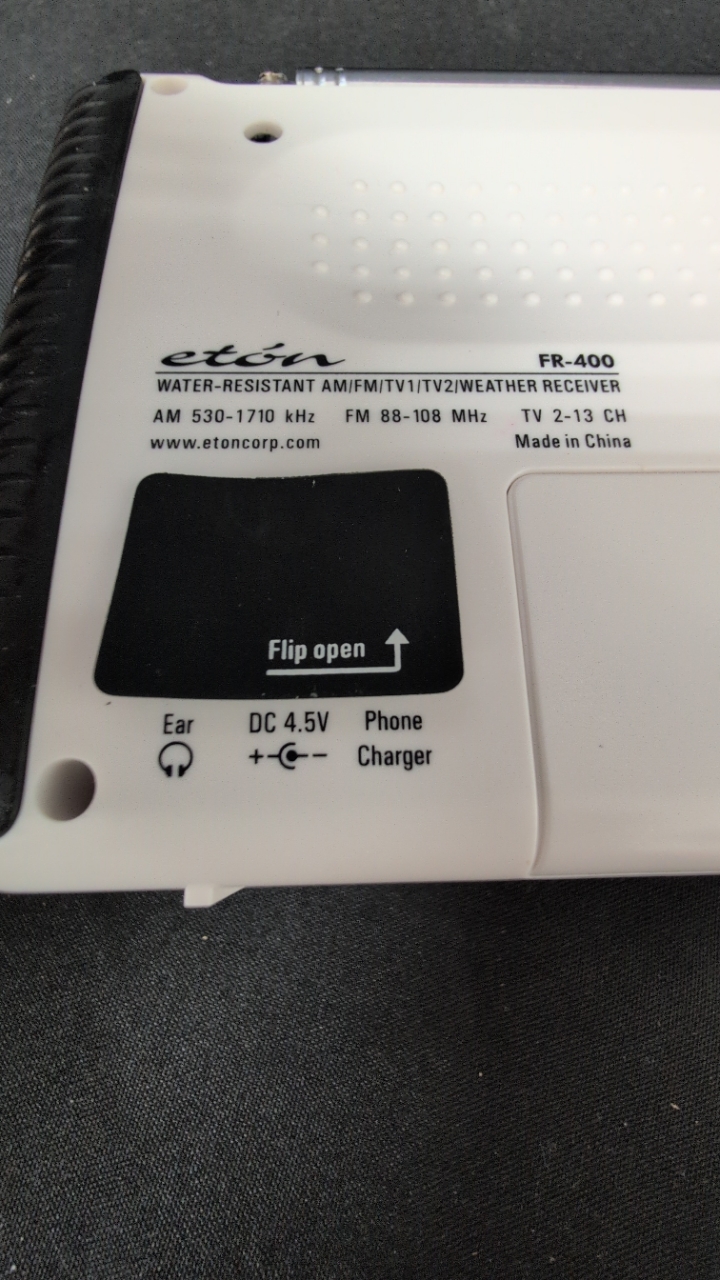 etón FR-400
WATER-RESISTANT AM/FM/TV1/TV2/WEATHER RECEIVER
AM 530-1710 kHz FM 88-108 MHz TV 2-13 CH
www.etoncorp.com Made in China
Flip open
Ear DC 4.5V Phone
+ - Charger